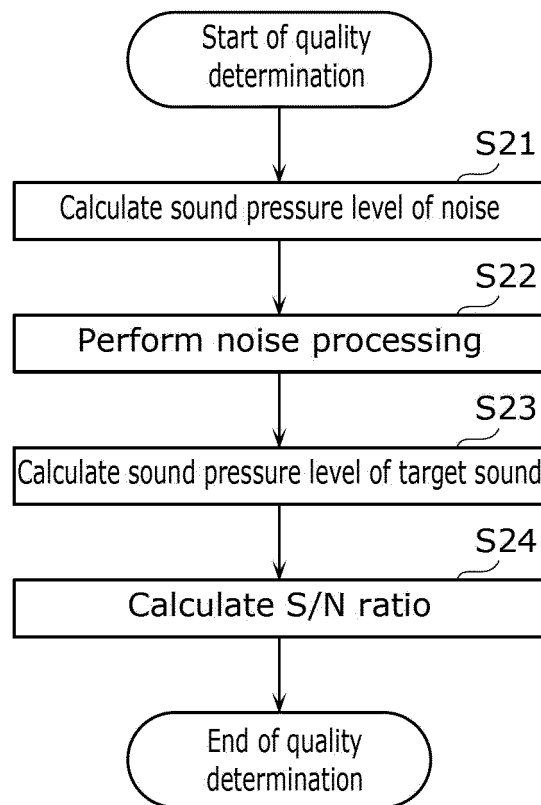 Start of quality
determination
S21
Calculate sound pressure level of noise
S22
Perform noise processing
S23
Calculate sound pressure level of target sound
S24
Calculate S/N ratio
End of quality
determination